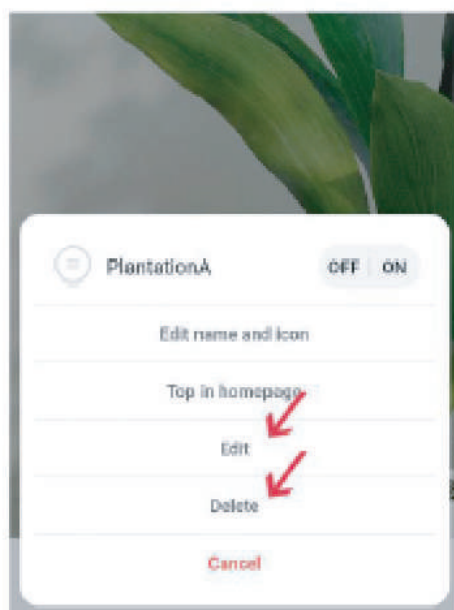 PlantationA
OFF | ON
Edit name and icon
Top in homepage
Edit
Delete
Cancel